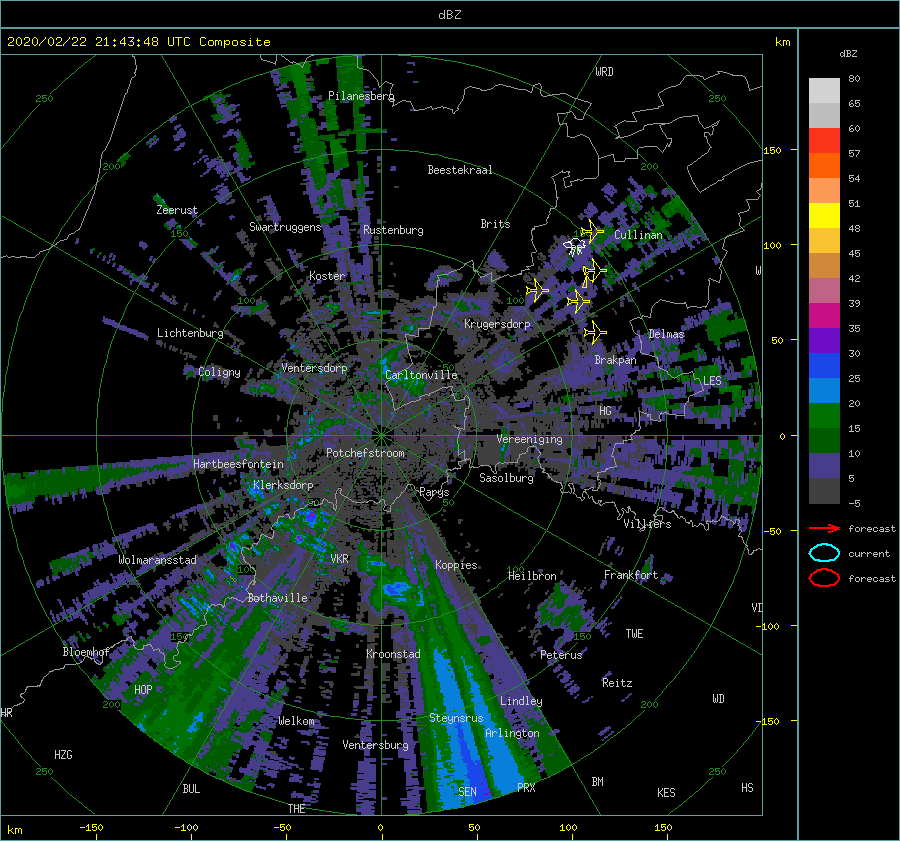 dBZ
2020/02/22 21:43:48 UTC Composite
km
dBZ
WRD
80
250
Pilanesberg
250
65
60
150
57
Beestekraal
200
200
54
Zeerust
51
Swartruggens
Rustenburg
Brits
150
Cullinan
48
100
45
W
Koster
42
100
100
39
Krugersdorp
35
Lichtenburg
Delmas
50
30
Coligny
Ventersdorp
Carltonville
Brakpan
25
LES
20
HG
15
Vereeniging
0
Potchefstroom
10
Hartbeesfontein
Sasolburg
5
Klerksdorp
Parys
50
50
-5
Villiers
forecast
-50
current
Wolmaransstad
VKR
Koppies
100
100
Heilbron
Frankfort
forecast
Bothaville
VD
-100
150
150
TWE
Bloemhof
Kroonstad
Peterus
Reitz
HOP
200
Lindley
200
WD
HR
Welkom
Steynsrus
-150
Arlington
Ventersburg
HZG
250
250
BUL
SEN
PRX
BM
KES
HS
THE
km
-150
-100
-50
0
50
100
150